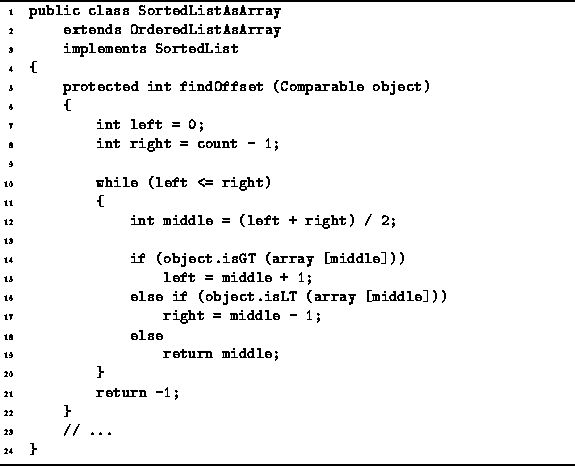 1 public class SortedListAsArray
2 extends OrderedListAsArray
3 implements SortedList
4 {
5 protected int findOffset (Comparable object)
6 {
7 int left = 0;
8 int right = count - 1;
9
10 while (left <= right)
11 {
12 int middle = (left + right) / 2;
13
14 if (object.isGT (array [middle]))
15 left = middle + 1;
16 else if (object.isLT (array [middle]))
17 right = middle - 1;
18 else
19 return middle;
20 }
21 return -1;
22 }
23 // ...
24 }